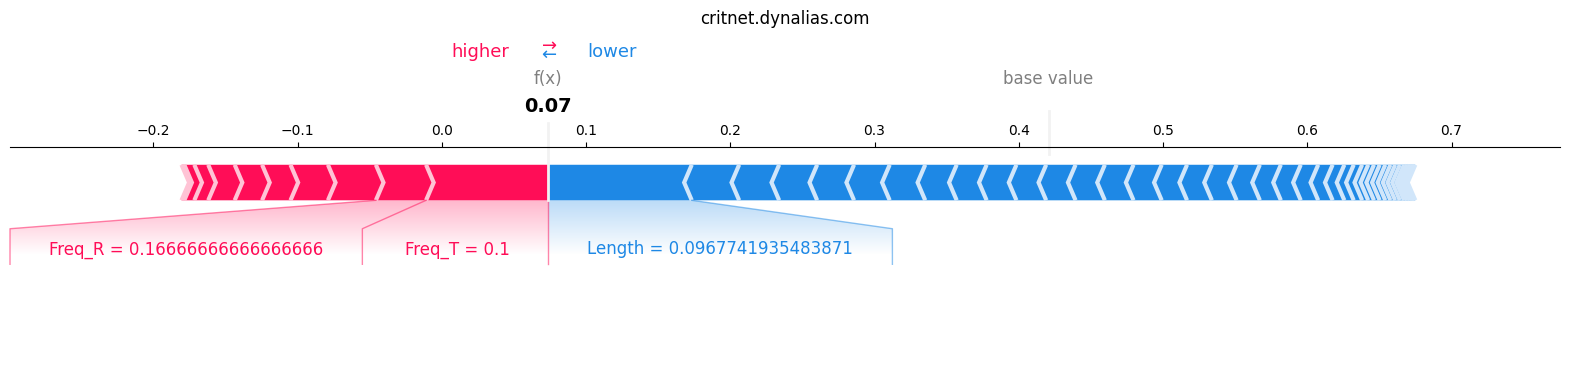 critnet.dynalias.com
higher ⇄ lower
f(x) base value
0.07
−0.2 −0.1 0.0 0.1 0.2 0.3 0.4 0.5 0.6 0.7
Freq_R = 0.16666666666666666 Freq_T = 0.1 Length = 0.0967741935483871